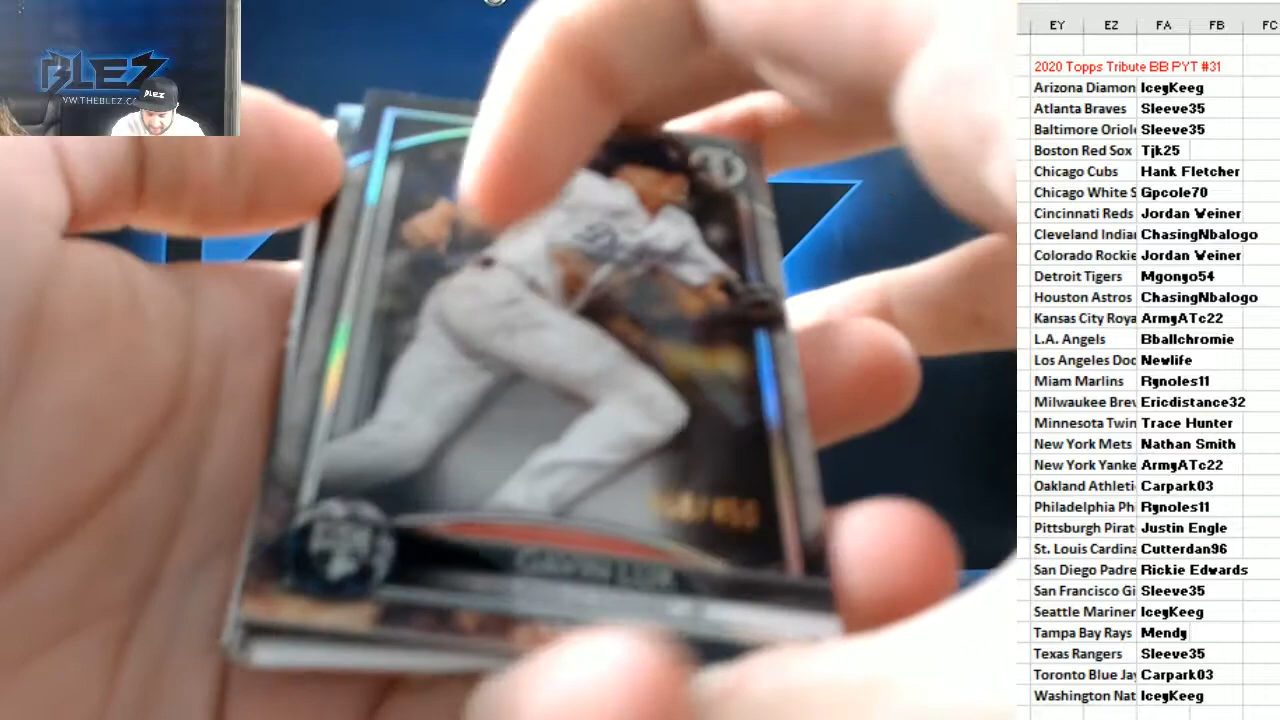 BLEZ
EY EZ FA FB FC
2020 Topps Tribute BB PYT #31
Arizona Diamon IceyKeeg
Atlanta Braves Sleeve35
Baltimore Oriole Sleeve35
Boston Red Sox Tjk25
Chicago Cubs Hank Fletcher
Chicago White S Gpcole70
Cincinnati Reds Jordan Weiner
Cleveland India ChasingNbalogo
Colorado Rockie Jordan Weiner
Detroit Tigers Mgonyo54
Houston Astros ChasingNbalogo
Kansas City Roya ArmyATc22
L.A. Angels Bballchromie
Los Angeles Dod Newlife
Miam Marlins Rynoles11
Milwaukee Brew Ericdistance32
Minnesota Twin Trace Hunter
New York Mets Nathan Smith
New York Yanke ArmyATc22
Oakland Athleti Carpark03
Philadelphia Ph Rynoles11
Pittsburgh Pirat Justin Engle
St. Louis Cardina Cutterdan96
San Diego Padre Rickie Edwards
San Francisco Gi Sleeve35
Seattle Mariner IceyKeeg
Tampa Bay Rays Mendy
Texas Rangers Sleeve35
Toronto Blue Jay Carpark03
Washington Nat IceyKeeg
GAVIN LUX